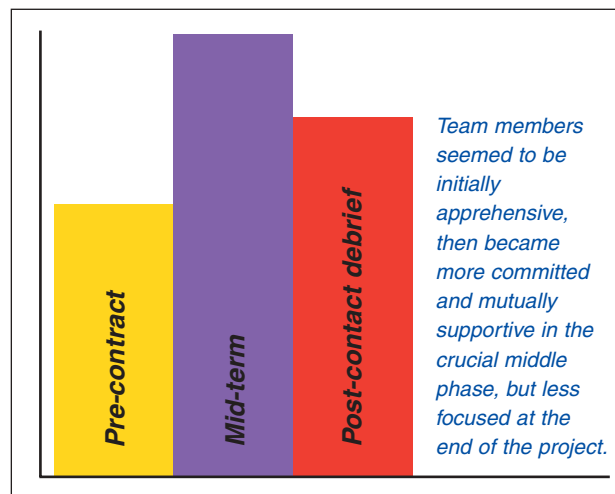 Pre-contract
Mid-term
Post-contact debrief
Team members
seemed to be
initially
apprehensive,
then became
more committed
and mutually
supportive in the
crucial middle
phase, but less
focused at the
end of the project.